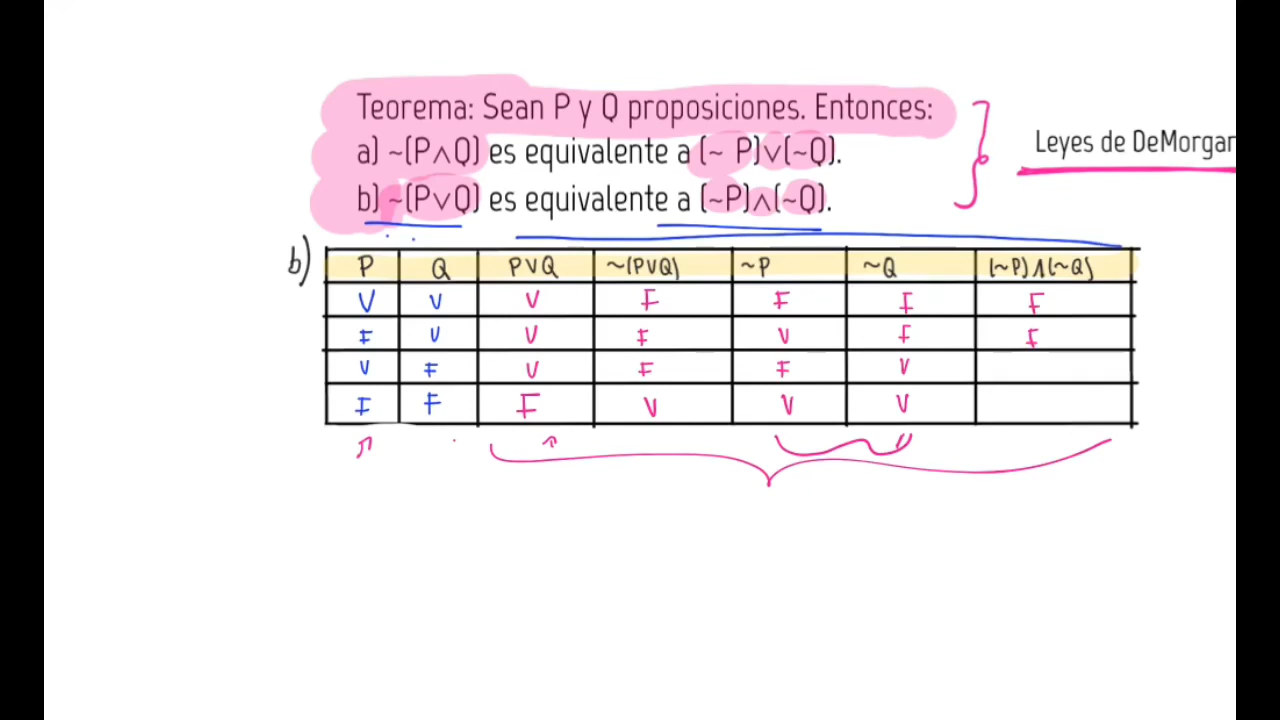 Teorema: Sean P y Q proposiciones. Entonces:
a) ~(P∧Q) es equivalente a (~ P)∨(~Q).
b) ~(P∨Q) es equivalente a (~P)∧(~Q).
Leyes de DeMorgan
b) P Q P∨Q ~(P∨Q) ~P ~Q (~P)∧(~Q)
V V V F F F F
F V V F V F F
V F V F F V
F F F V V V